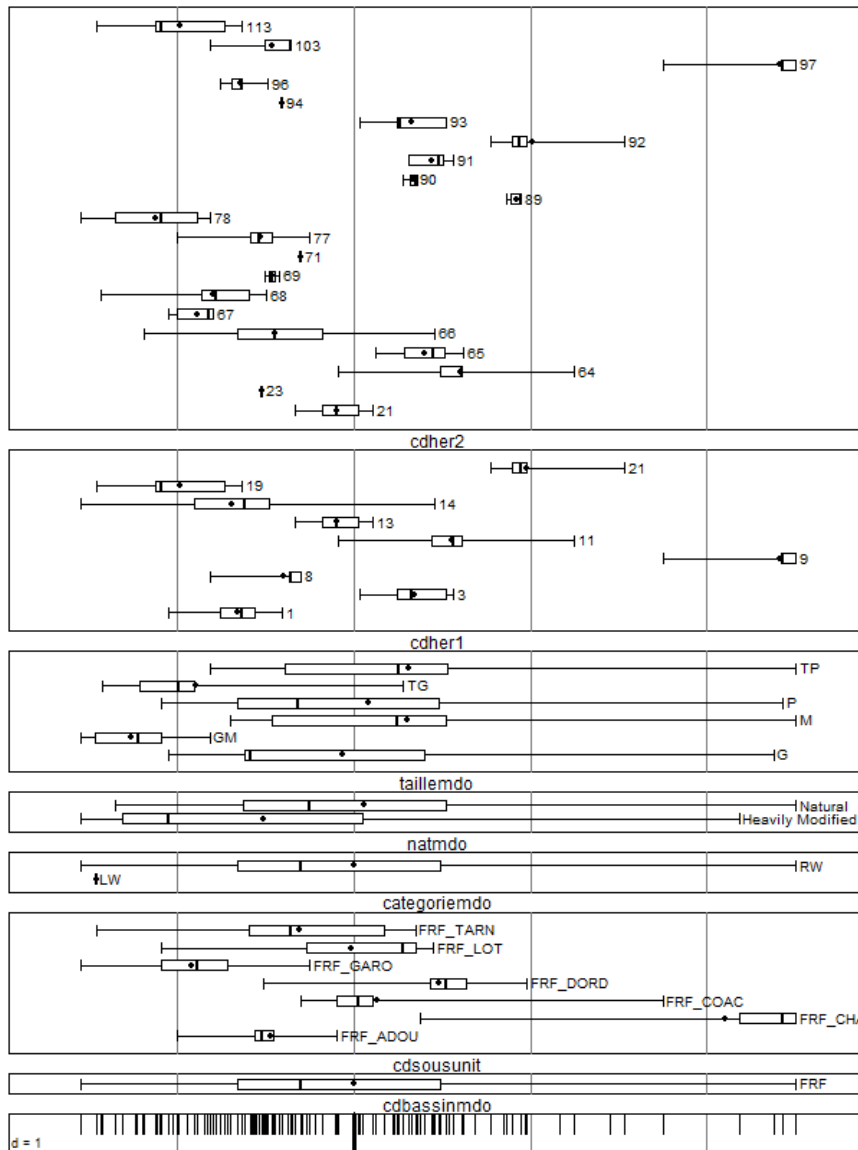 113
103
97
96
94
93
92
91
90
89
78
77
71
69
68
67
66
65
64
23
21
cdher2
21
19
14
13
11
9
8
3
1
cdher1
TP
TG
P
M
GM
G
taillemdo
Natural
Heavily Modified
natmdo
RW
LW
categoriemdo
FRF_TARN
FRF_LOT
FRF_GARO
FRF_DORD
FRF_COAC
FRF_CHA
FRF_ADOU
cdsousunit
FRF
cdbassinmdo
d = 1